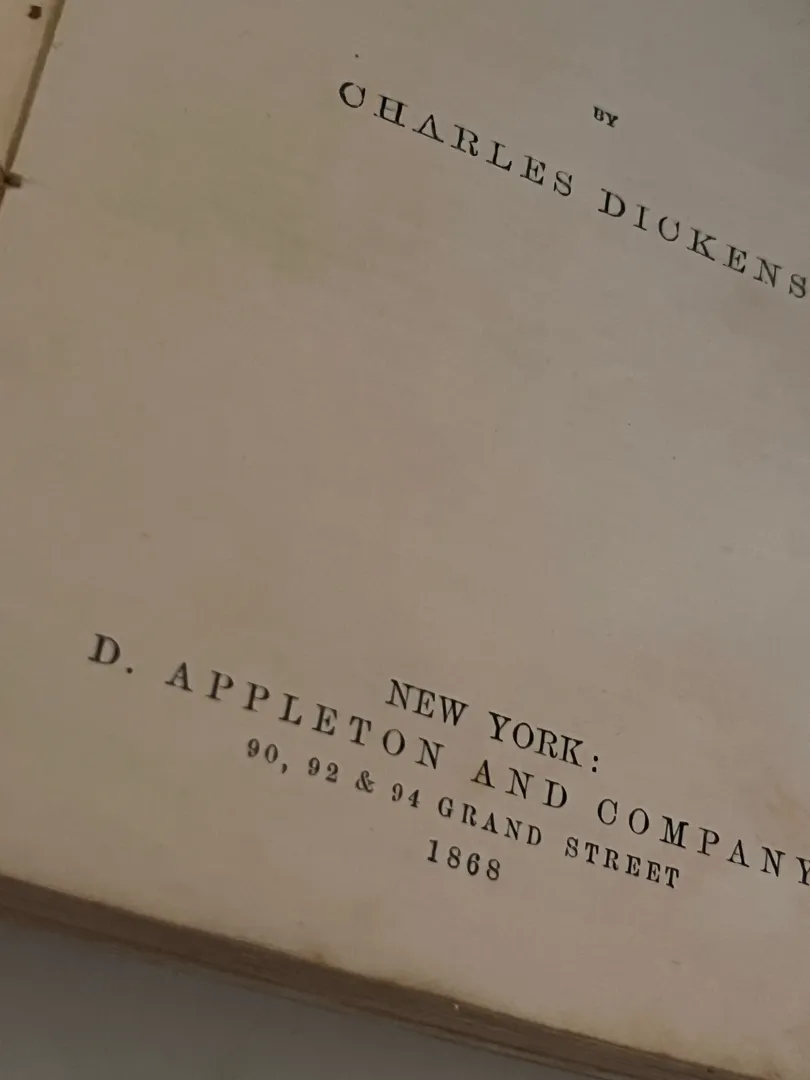 BY
CHARLES DICKENS
NEW YORK:
D. APPLETON AND COMPANY
90, 92 & 94 GRAND STREET
1868